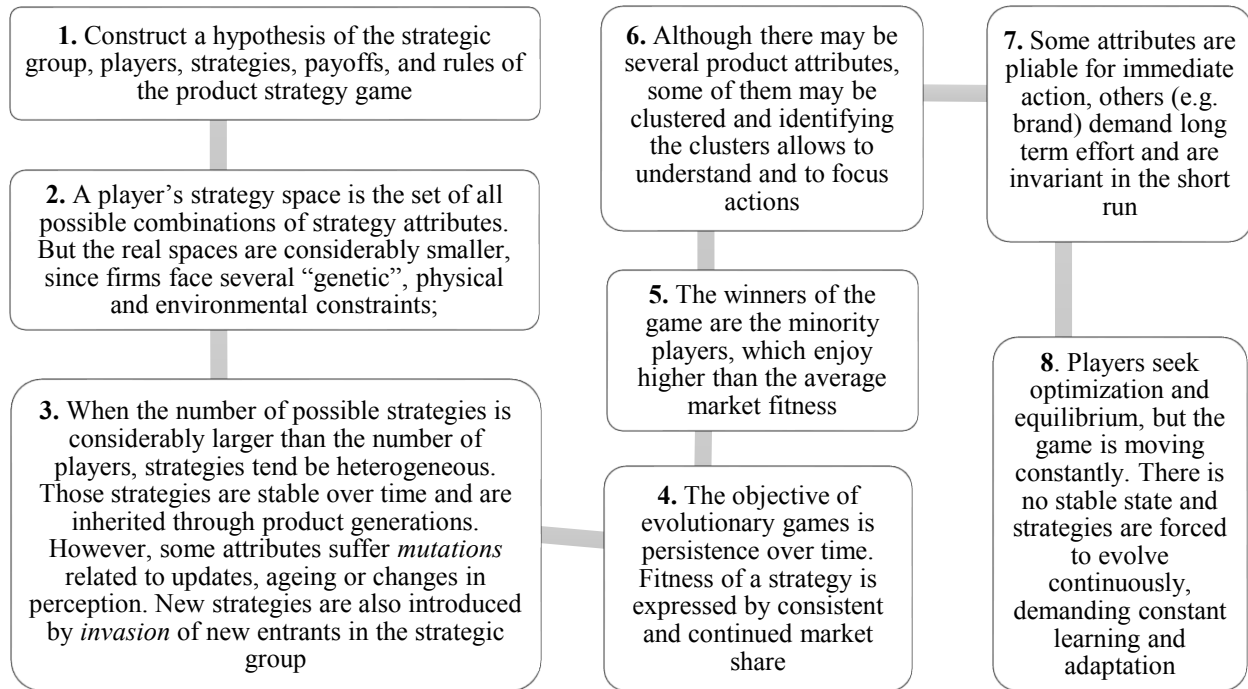 1. Construct a hypothesis of the strategic
group, players, strategies, payoffs, and rules of
the product strategy game
2. A player's strategy space is the set of all
possible combinations of strategy attributes.
But the real spaces are considerably smaller,
since firms face several “genetic”, physical
and environmental constraints;
3. When the number of possible strategies is
considerably larger than the number of
players, strategies tend be heterogeneous.
Those strategies are stable over time and are
inherited through product generations.
However, some attributes suffer mutations
related to updates, ageing or changes in
perception. New strategies are also introduced
by invasion of new entrants in the strategic
group
4. The objective of
evolutionary games is
persistence over time.
Fitness of a strategy is
expressed by consistent
and continued market
share
5. The winners of the
game are the minority
players, which enjoy
higher than the average
market fitness
6. Although there may be
several product attributes,
some of them may be
clustered and identifying
the clusters allows to
understand and to focus
actions
7. Some attributes are
pliable for immediate
action, others (e.g.
brand) demand long
term effort and are
invariant in the short
run
8. Players seek
optimization and
equilibrium, but the
game is moving
constantly. There is
no stable state and
strategies are forced
to evolve
continuously,
demanding constant
learning and
adaptation